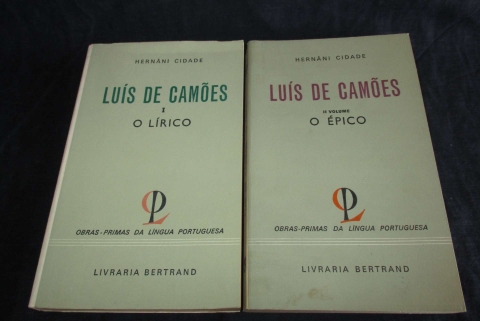 HERNÂNI CIDADE
LUÍS DE CAMÕES
I
O LÍRICO
OBRAS-PRIMAS DA LÍNGUA PORTUGUESA
LIVRARIA BERTRAND
HERNÂNI CIDADE
LUÍS DE CAMÕES
II VOLUME
O ÉPICO
OBRAS-PRIMAS DA LÍNGUA PORTUGUESA
LIVRARIA BERTRAND